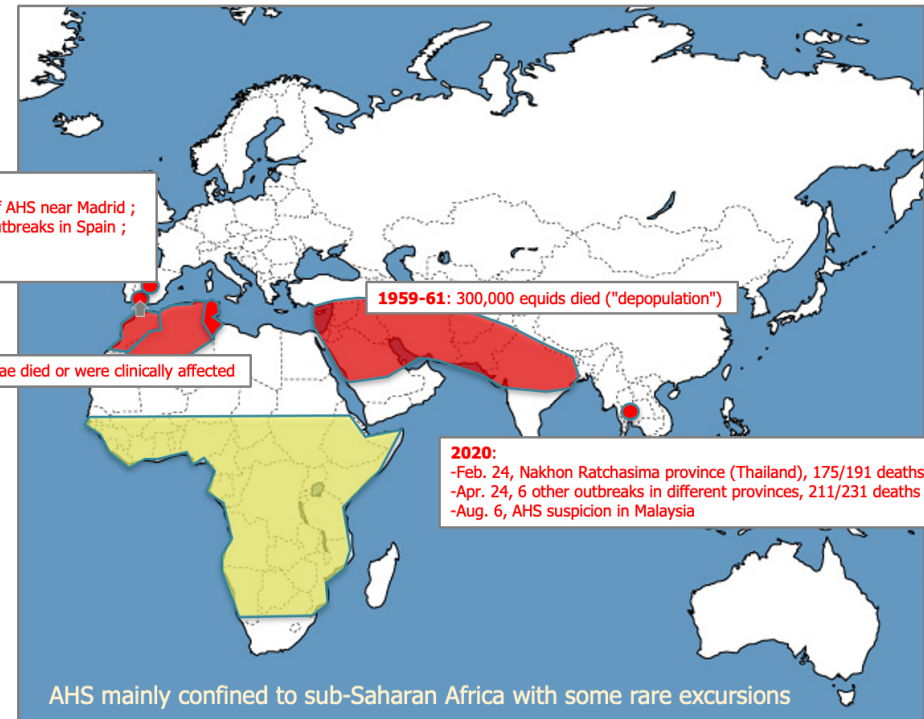 AHS near Madrid ;
tbreaks in Spain ;
1959-61: 300,000 equids died ("depopulation")
ae died or were clinically affected
2020:
-Feb. 24, Nakhon Ratchasima province (Thailand), 175/191 deaths
-Apr. 24, 6 other outbreaks in different provinces, 211/231 deaths
-Aug. 6, AHS suspicion in Malaysia
AHS mainly confined to sub-Saharan Africa with some rare excursions